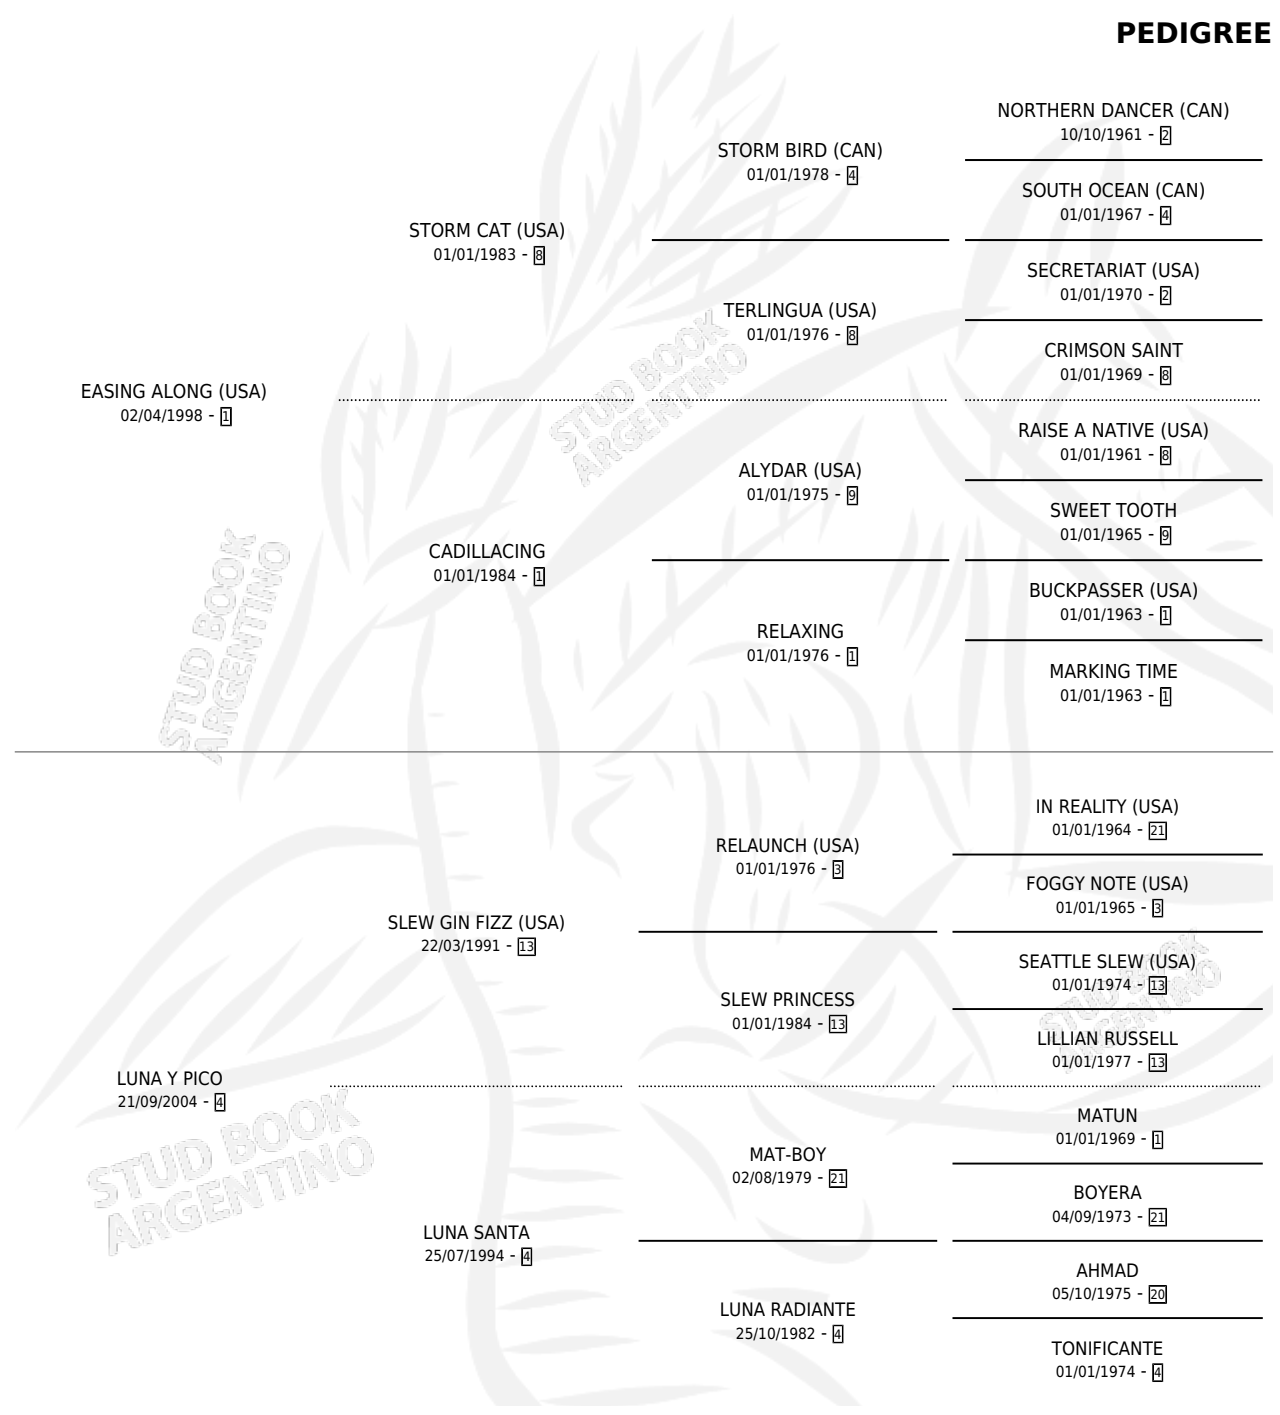 PEDIGREE
NORTHERN DANCER (CAN)
10/10/1961 - 2
STORM BIRD (CAN)
01/01/1978 - 4
SOUTH OCEAN (CAN)
01/01/1967 - 4
STORM CAT (USA)
01/01/1983 - 8
SECRETARIAT (USA)
01/01/1970 - 2
TERLINGUA (USA)
01/01/1976 - 8
CRIMSON SAINT
01/01/1969 - 8
EASING ALONG (USA)
02/04/1998 - 1
RAISE A NATIVE (USA)
01/01/1961 - 8
ALYDAR (USA)
01/01/1975 - 9
SWEET TOOTH
01/01/1965 - 9
CADILLACING
01/01/1984 - 1
BUCKPASSER (USA)
01/01/1963 - 1
RELAXING
01/01/1976 - 1
MARKING TIME
01/01/1963 - 1
IN REALITY (USA)
01/01/1964 - 21
RELAUNCH (USA)
01/01/1976 - 3
FOGGY NOTE (USA)
01/01/1965 - 3
SLEW GIN FIZZ (USA)
22/03/1991 - 13
SEATTLE SLEW (USA)
01/01/1974 - 13
SLEW PRINCESS
01/01/1984 - 13
LILLIAN RUSSELL
01/01/1977 - 13
LUNA Y PICO
21/09/2004 - 4
MATUN
01/01/1969 - 1
MAT-BOY
02/08/1979 - 21
BOYERA
04/09/1973 - 21
LUNA SANTA
25/07/1994 - 4
AHMAD
05/10/1975 - 20
LUNA RADIANTE
25/10/1982 - 4
TONIFICANTE
01/01/1974 - 4
STUD BOOK
ARGENTINO
STUD BOOK
ARGENTINO
STUD BOOK
ARGENTINO
STUD BOOK
ARGENTINO